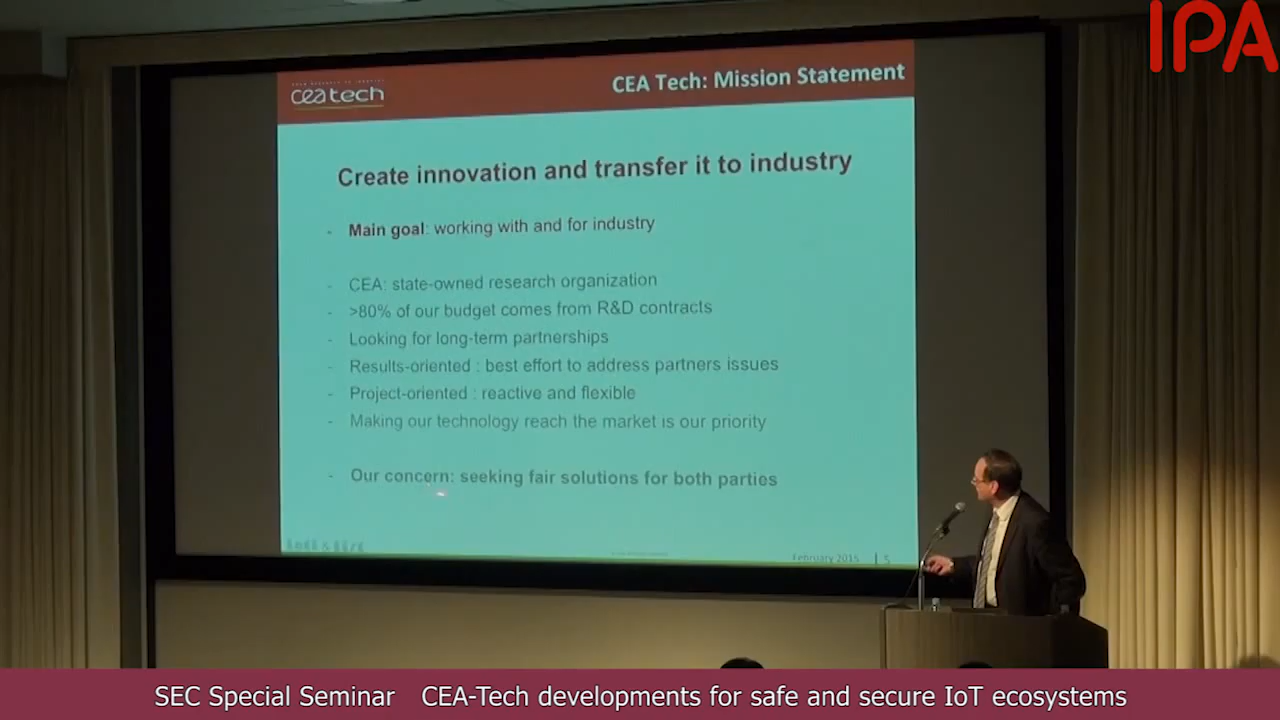 IPA
ceatech
CEA Tech: Mission Statement
Create innovation and transfer it to industry
- Main goal: working with and for industry
- CEA: state-owned research organization
- >80% of our budget comes from R&D contracts
- Looking for long-term partnerships
- Results-oriented : best effort to address partners issues
- Project-oriented : reactive and flexible
- Making our technology reach the market is our priority
- Our concern: seeking fair solutions for both parties
leti & list
February 2015 | 5
SEC Special Seminar CEA-Tech developments for safe and secure IoT ecosystems